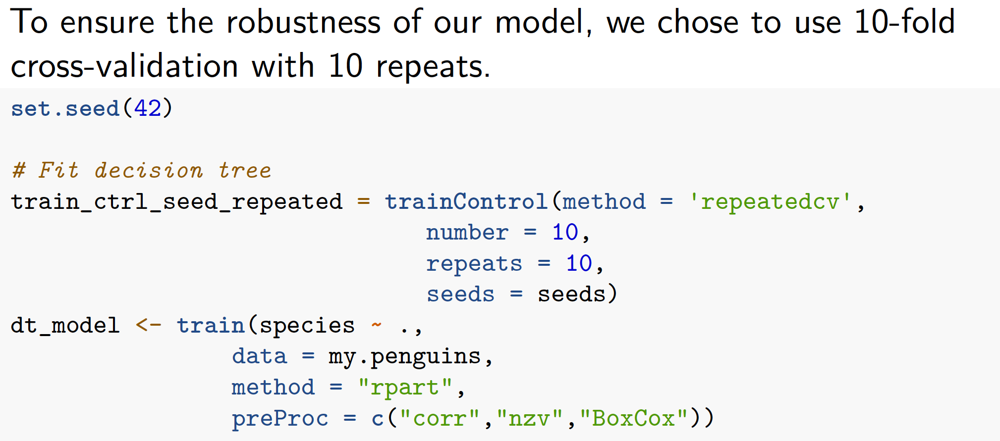 To ensure the robustness of our model, we chose to use 10-fold
cross-validation with 10 repeats.
set.seed(42)
# Fit decision tree
train_ctrl_seed_repeated = trainControl(method = 'repeatedcv',
number = 10,
repeats = 10,
seeds = seeds)
dt_model <- train(species ~ .,
data = my.penguins,
method = "rpart",
preProc = c("corr","nzv","BoxCox"))